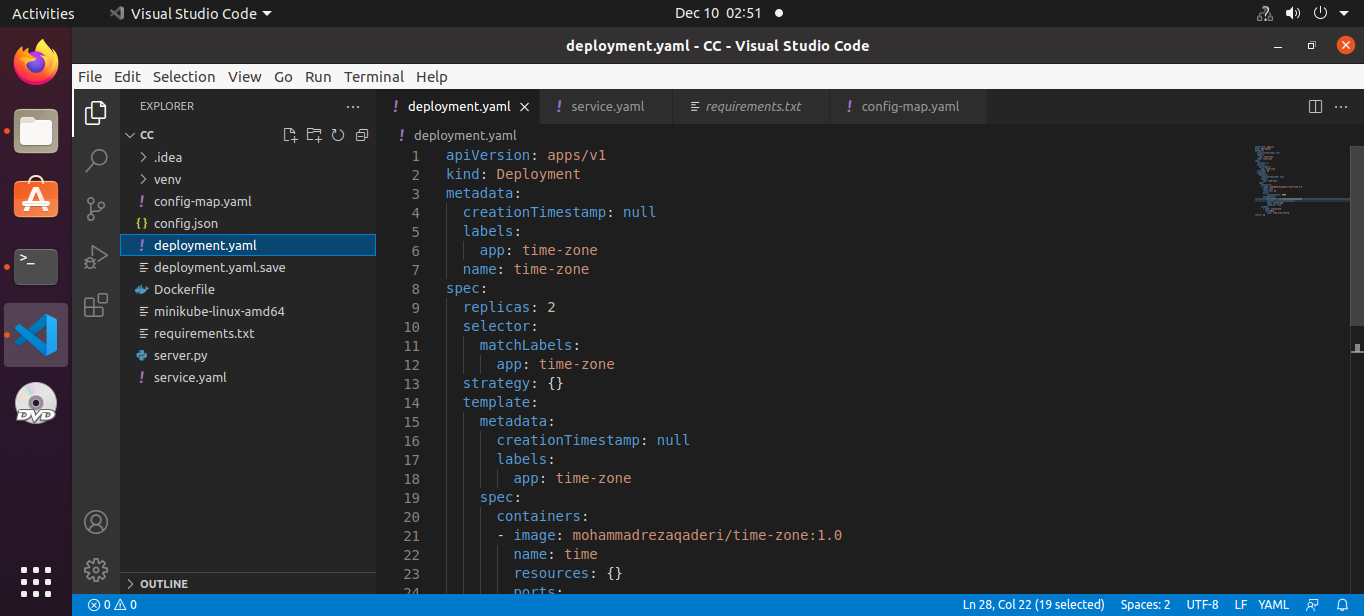 Activities
Visual Studio Code
Dec 10 02:51
deployment.yaml - CC - Visual Studio Code
File Edit Selection View Go Run Terminal Help
EXPLORER
CC
.idea
venv
config-map.yaml
config.json
deployment.yaml
deployment.yaml.save
Dockerfile
minikube-linux-amd64
requirements.txt
server.py
service.yaml
OUTLINE
deployment.yaml
service.yaml
requirements.txt
config-map.yaml
deployment.yaml
1 apiVersion: apps/v1
2 kind: Deployment
3 metadata:
4 creationTimestamp: null
5 labels:
6 app: time-zone
7 name: time-zone
8 spec:
9 replicas: 2
10 selector:
11 matchLabels:
12 app: time-zone
13 strategy: {}
14 template:
15 metadata:
16 creationTimestamp: null
17 labels:
18 app: time-zone
19 spec:
20 containers:
21 - image: mohammadrezaqaderi/time-zone:1.0
22 name: time
23 resources: {}
24 ports:
0 0
Ln 28, Col 22 (19 selected) Spaces: 2 UTF-8 LF YAML
DVD